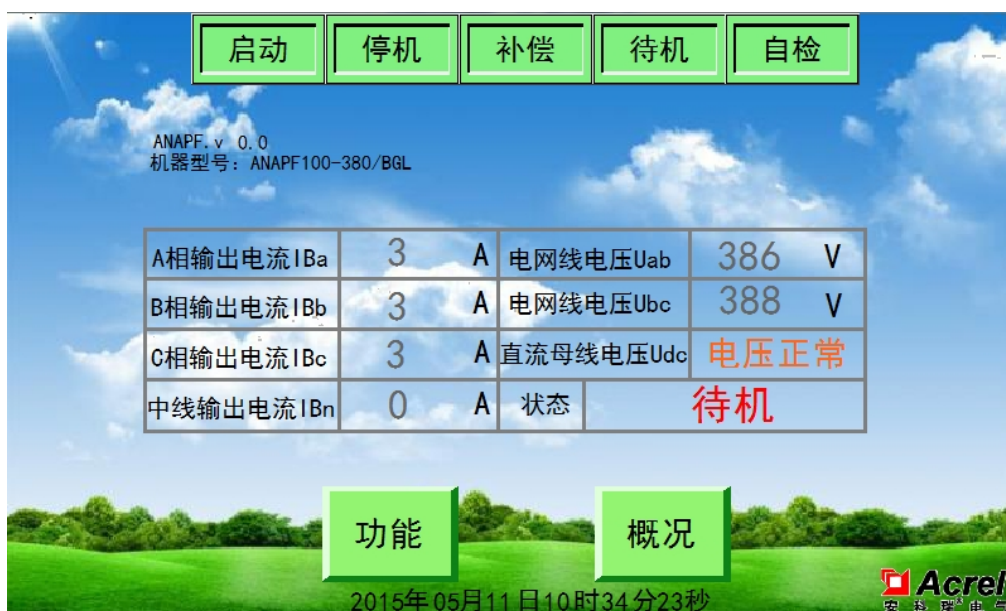 启动 停机 补偿 待机 自检
ANAPF.v 0.0
机器型号：ANAPF100-380/BGL
A相输出电流IBa 3 A 电网线电压Uab 386 V
B相输出电流IBb 3 A 电网线电压Ubc 388 V
C相输出电流IBc 3 A 直流母线电压Udc 电压正常
中线输出电流IBn 0 A 状态 待机
功能 概况
2015年05月11日10时34分23秒
Acrel
安科瑞电气